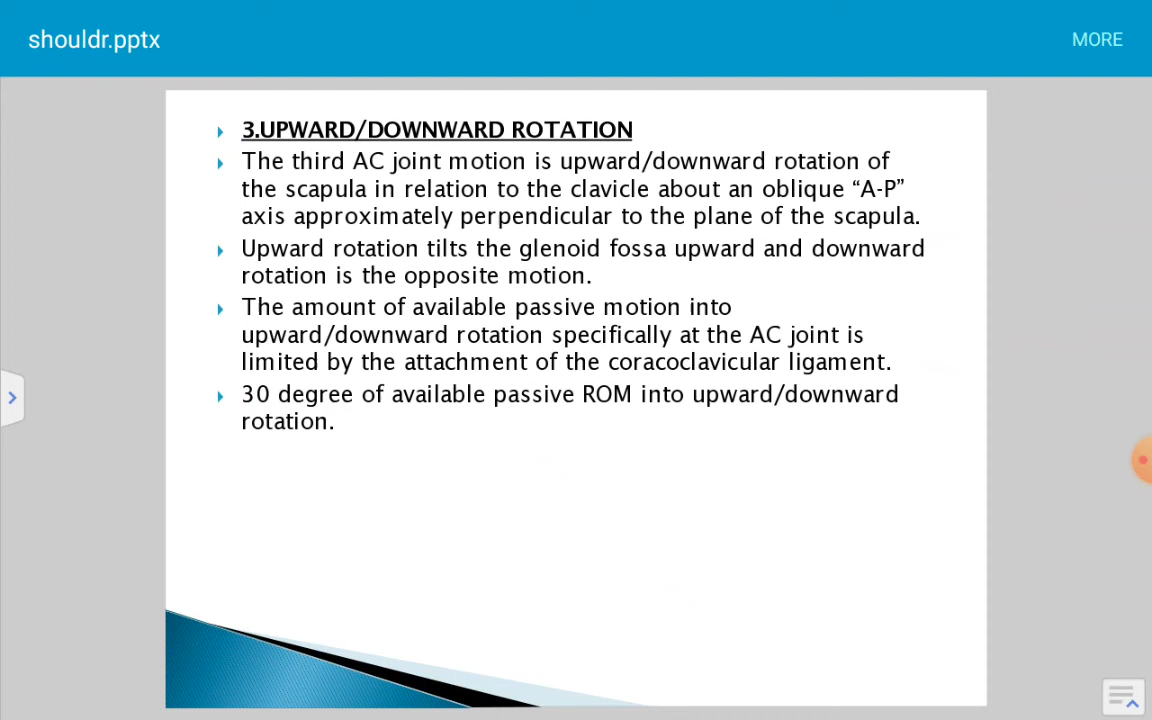 shouldr.pptx
MORE
3.UPWARD/DOWNWARD ROTATION
The third AC joint motion is upward/downward rotation of
the scapula in relation to the clavicle about an oblique “A-P”
axis approximately perpendicular to the plane of the scapula.
Upward rotation tilts the glenoid fossa upward and downward
rotation is the opposite motion.
The amount of available passive motion into
upward/downward rotation specifically at the AC joint is
limited by the attachment of the coracoclavicular ligament.
30 degree of available passive ROM into upward/downward
rotation.